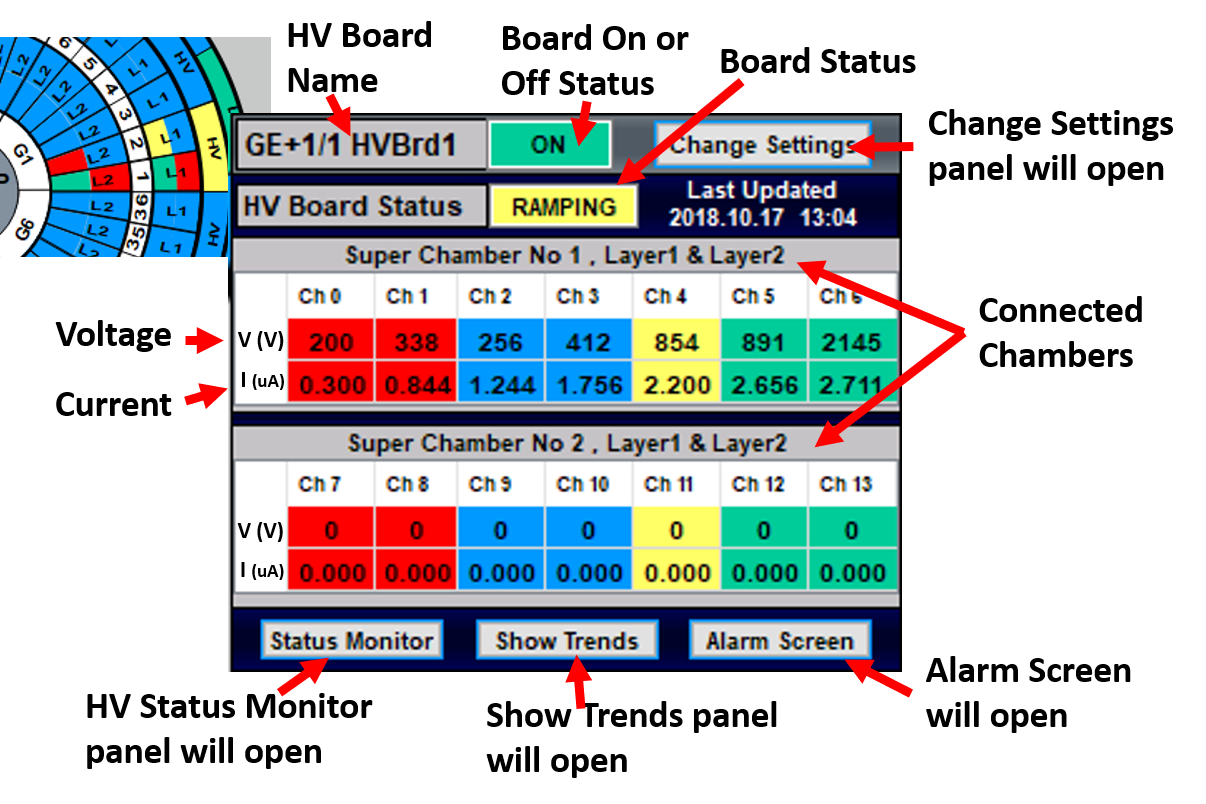 HV Board
Name
Board On or
Off Status
Board Status
Change Settings
panel will open
GE+1/1 HVBrd1
ON
Change Settings
HV Board Status
RAMPING
Last Updated
2018.10.17 13:04
Super Chamber No 1 , Layer1 & Layer2
Ch 0 Ch 1 Ch 2 Ch 3 Ch 4 Ch 5 Ch 6
V (V) 200 338 256 412 854 891 2145
I (uA) 0.300 0.844 1.244 1.756 2.200 2.656 2.711
Voltage
Current
Connected
Chambers
Super Chamber No 2 , Layer1 & Layer2
Ch 7 Ch 8 Ch 9 Ch 10 Ch 11 Ch 12 Ch 13
V (V) 0 0 0 0 0 0 0
I (uA) 0.000 0.000 0.000 0.000 0.000 0.000 0.000
Status Monitor
Show Trends
Alarm Screen
HV Status Monitor
panel will open
Show Trends panel
will open
Alarm Screen
will open
G1
G6
6
5
4
3
2
1
36
35
L2
L2
L2
L2
L2
L2
L2
L2
L2
L1
L1
L1
L1
L1
L1
HV
HV
HV